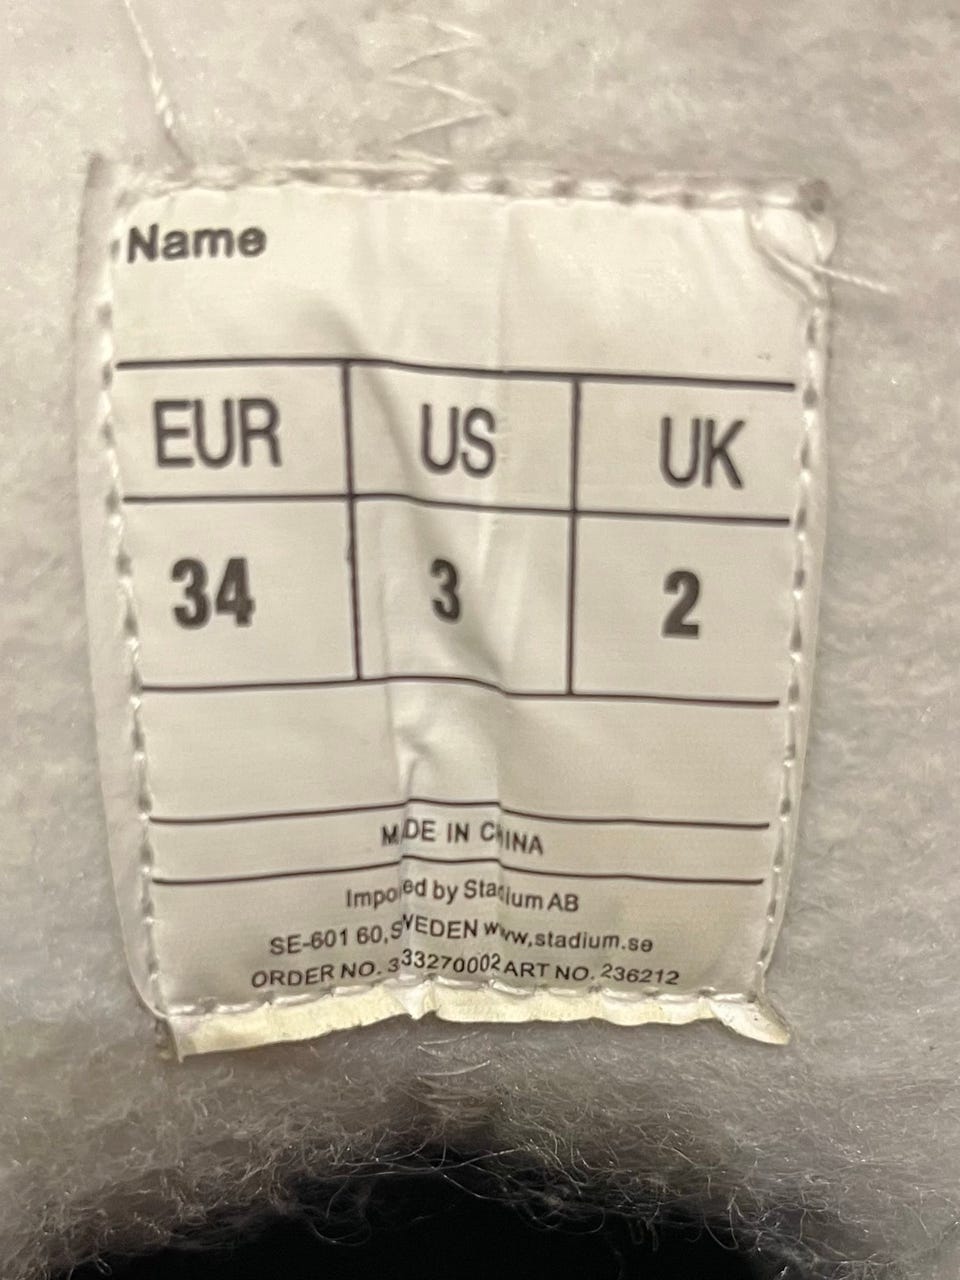 Name
EUR US UK
34 3 2
MADE IN CHINA
Imported by Stadium AB
SE-601 60,SWEDEN www.stadium.se
ORDER NO. 333270002 ART NO. 236212